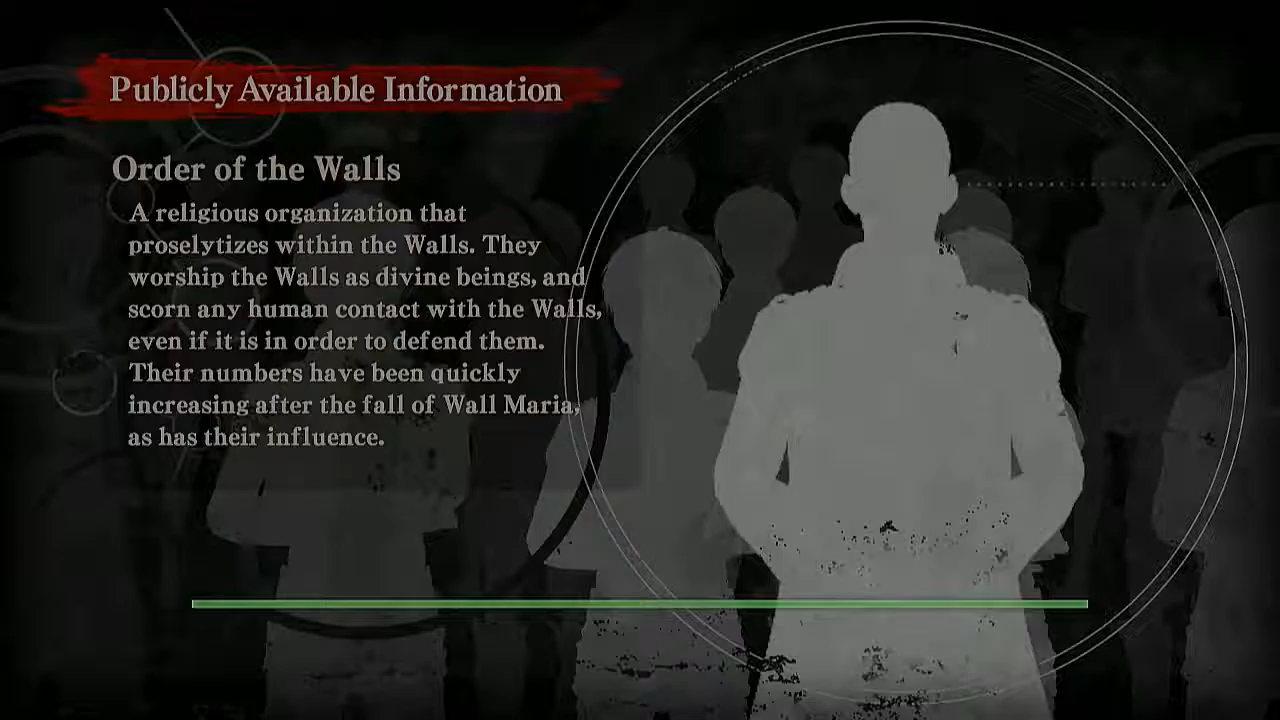 Publicly Available Information
Order of the Walls
A religious organization that
proselytizes within the Walls. They
worship the Walls as divine beings, and
scorn any human contact with the Walls,
even if it is in order to defend them.
Their numbers have been quickly
increasing after the fall of Wall Maria,
as has their influence.